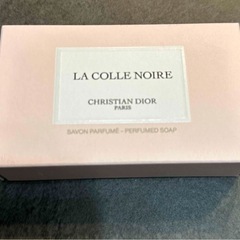 LA COLLE NOIRE
CHRISTIAN DIOR
PARIS
SAVON PARFUMÉ - PERFUMED SOAP